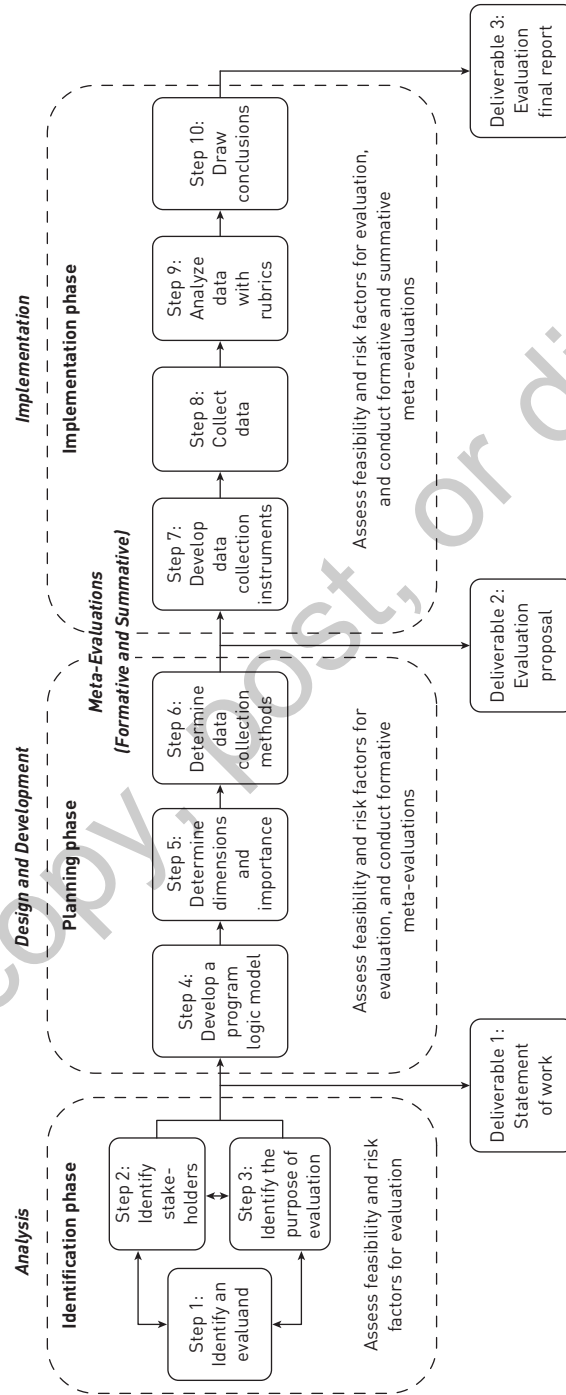 Analysis
Identification phase
Step 1:
Identify an
evaluand
Step 2:
Identify
stake-
holders
Step 3:
Identify the
purpose of
evaluation
Assess feasibility and risk
factors for evaluation
Deliverable 1:
Statement
of work
Design and Development
Planning phase
Step 4:
Develop a
program
logic model
Step 5:
Determine
dimensions
and
importance
Step 6:
Determine
data
collection
methods
Assess feasibility and risk factors for
evaluation, and conduct formative
meta-evaluations
Deliverable 2:
Evaluation
proposal
Meta-Evaluations
(Formative and Summative)
Implementation
Implementation phase
Step 7:
Develop
data
collection
instruments
Step 8:
Collect
data
Step 9:
Analyze
data
with
rubrics
Step 10:
Draw
conclusions
Assess feasibility and risk factors for evaluation,
and conduct formative and summative
meta-evaluations
Deliverable 3:
Evaluation
final report
copy, post, or di